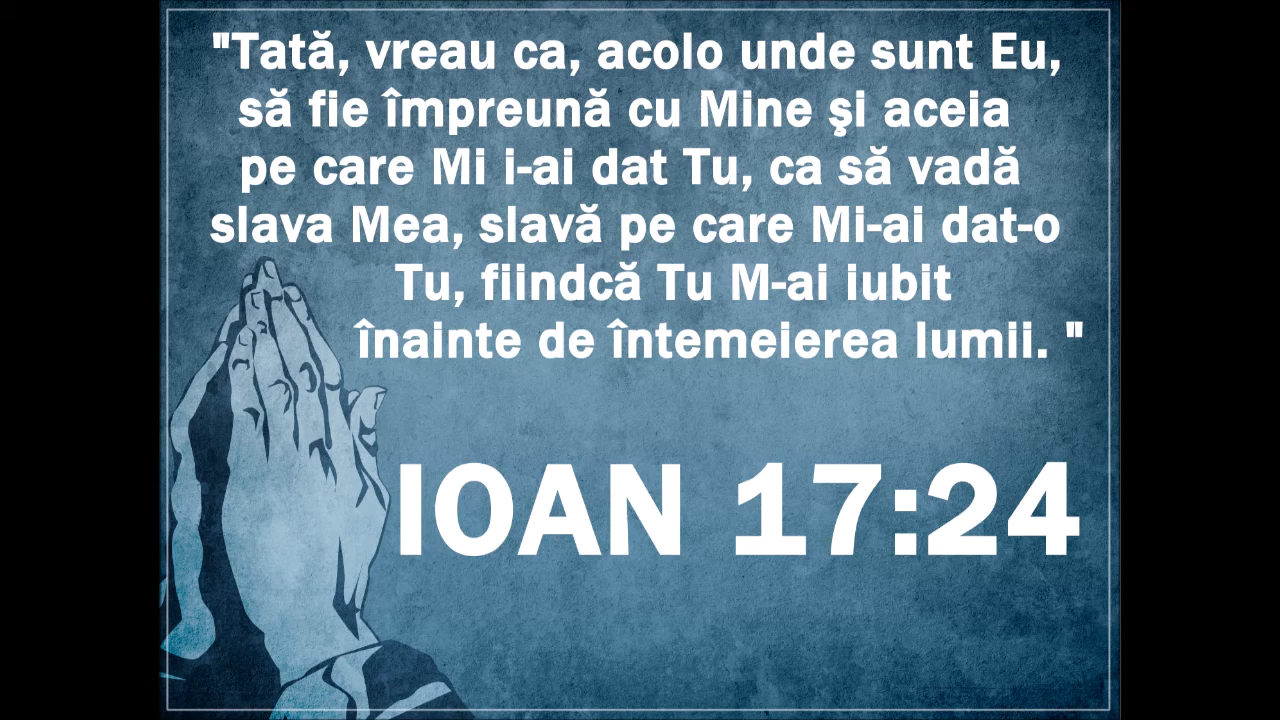 "Tată, vreau ca, acolo unde sunt Eu,
să fie împreună cu Mine şi aceia
pe care Mi i-ai dat Tu, ca să vadă
slava Mea, slavă pe care Mi-ai dat-o
Tu, fiindcă Tu M-ai iubit
înainte de întemeierea lumii. "
IOAN 17:24